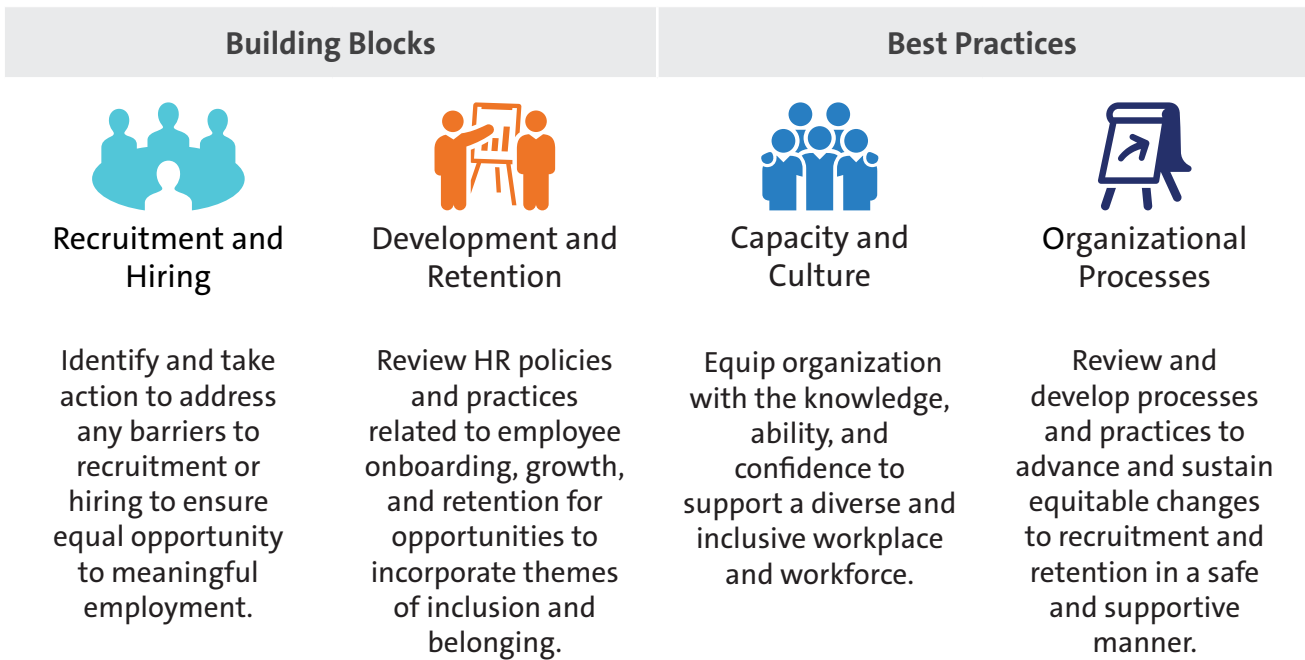 Building Blocks
Best Practices
Recruitment and
Hiring
Identify and take
action to address
any barriers to
recruitment or
hiring to ensure
equal opportunity
to meaningful
employment.
Development and
Retention
Review HR policies
and practices
related to employee
onboarding, growth,
and retention for
opportunities to
incorporate themes
of inclusion and
belonging.
Capacity and
Culture
Equip organization
with the knowledge,
ability, and
confidence to
support a diverse and
inclusive workplace
and workforce.
Organizational
Processes
Review and
develop processes
and practices to
advance and sustain
equitable changes
to recruitment and
retention in a safe
and supportive
manner.